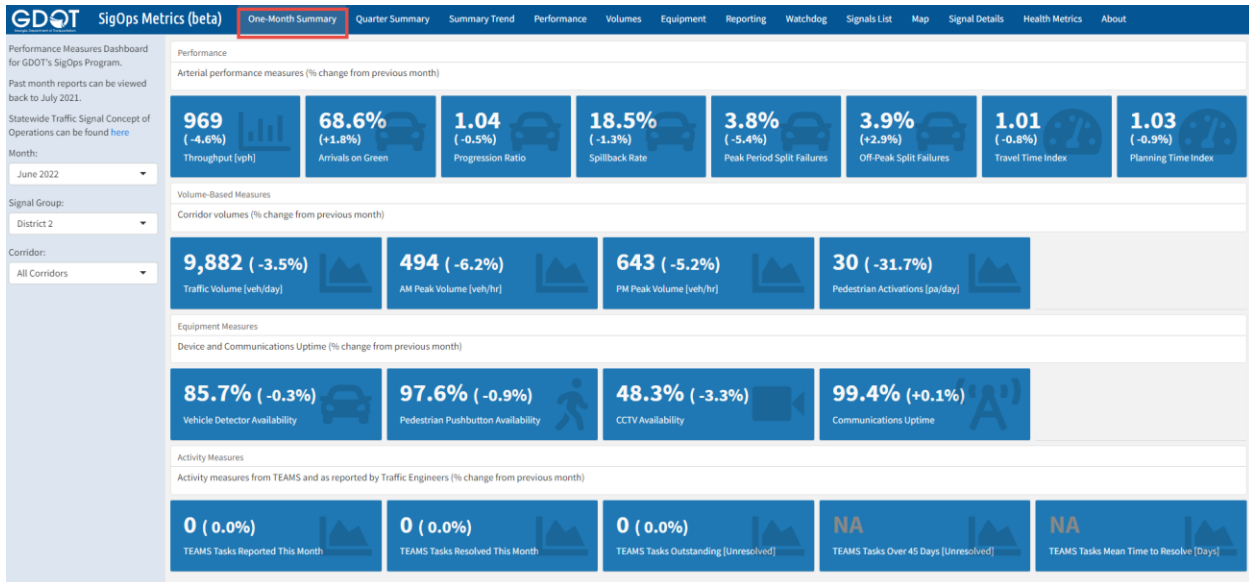 GDOT SigOps Metrics (beta) One-Month Summary Quarter Summary Summary Trend Performance Volumes Equipment Reporting Watchdog Signals List Map Signal Details Health Metrics About
Georgia Department of Transportation
Performance Measures Dashboard
for GDOT's SigOps Program.
Past month reports can be viewed
back to July 2021.
Statewide Traffic Signal Concept of
Operations can be found here
Month:
June 2022
Signal Group:
District 2
Corridor:
All Corridors
Performance
Arterial performance measures (% change from previous month)
969 68.6% 1.04 18.5% 3.8% 3.9% 1.01 1.03
( -4.6%) (+1.8%) ( -0.5%) ( -1.3%) ( -5.4%) (+2.9%) ( -0.8%) ( -0.9%)
Throughput [vph] Arrivals on Green Progression Ratio Spillback Rate Peak Period Split Failures Off-Peak Split Failures Travel Time Index Planning Time Index
Volume-Based Measures
Corridor volumes (% change from previous month)
9,882 ( -3.5%) 494 ( -6.2%) 643 ( -5.2%) 30 ( -31.7%)
Traffic Volume [veh/day] AM Peak Volume [veh/hr] PM Peak Volume [veh/hr] Pedestrian Activations [pa/day]
Equipment Measures
Device and Communications Uptime (% change from previous month)
85.7% ( -0.3%) 97.6% ( -0.9%) 48.3% ( -3.3%) 99.4% (+0.1%)
Vehicle Detector Availability Pedestrian Pushbutton Availability CCTV Availability Communications Uptime
Activity Measures
Activity measures from TEAMS and as reported by Traffic Engineers (% change from previous month)
0 ( 0.0%) 0 ( 0.0%) 0 ( 0.0%) NA NA
TEAMS Tasks Reported This Month TEAMS Tasks Resolved This Month TEAMS Tasks Outstanding [Unresolved] TEAMS Tasks Over 45 Days [Unresolved] TEAMS Tasks Mean Time to Resolve [Days]